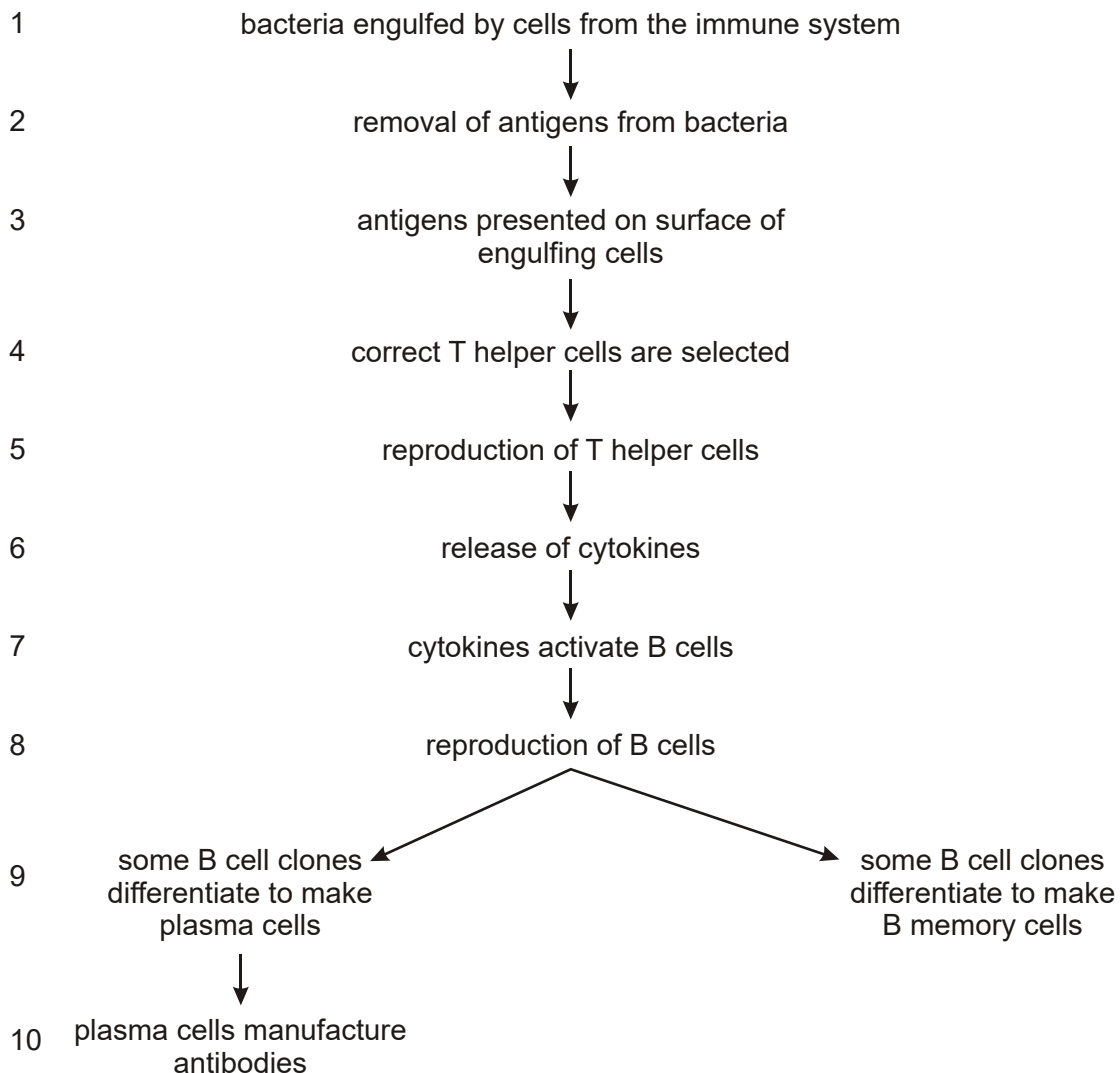 1 bacteria engulfed by cells from the immune system
2 removal of antigens from bacteria
3 antigens presented on surface of
engulfing cells
4 correct T helper cells are selected
5 reproduction of T helper cells
6 release of cytokines
7 cytokines activate B cells
8 reproduction of B cells
9 some B cell clones
differentiate to make
plasma cells
some B cell clones
differentiate to make
B memory cells
10 plasma cells manufacture
antibodies